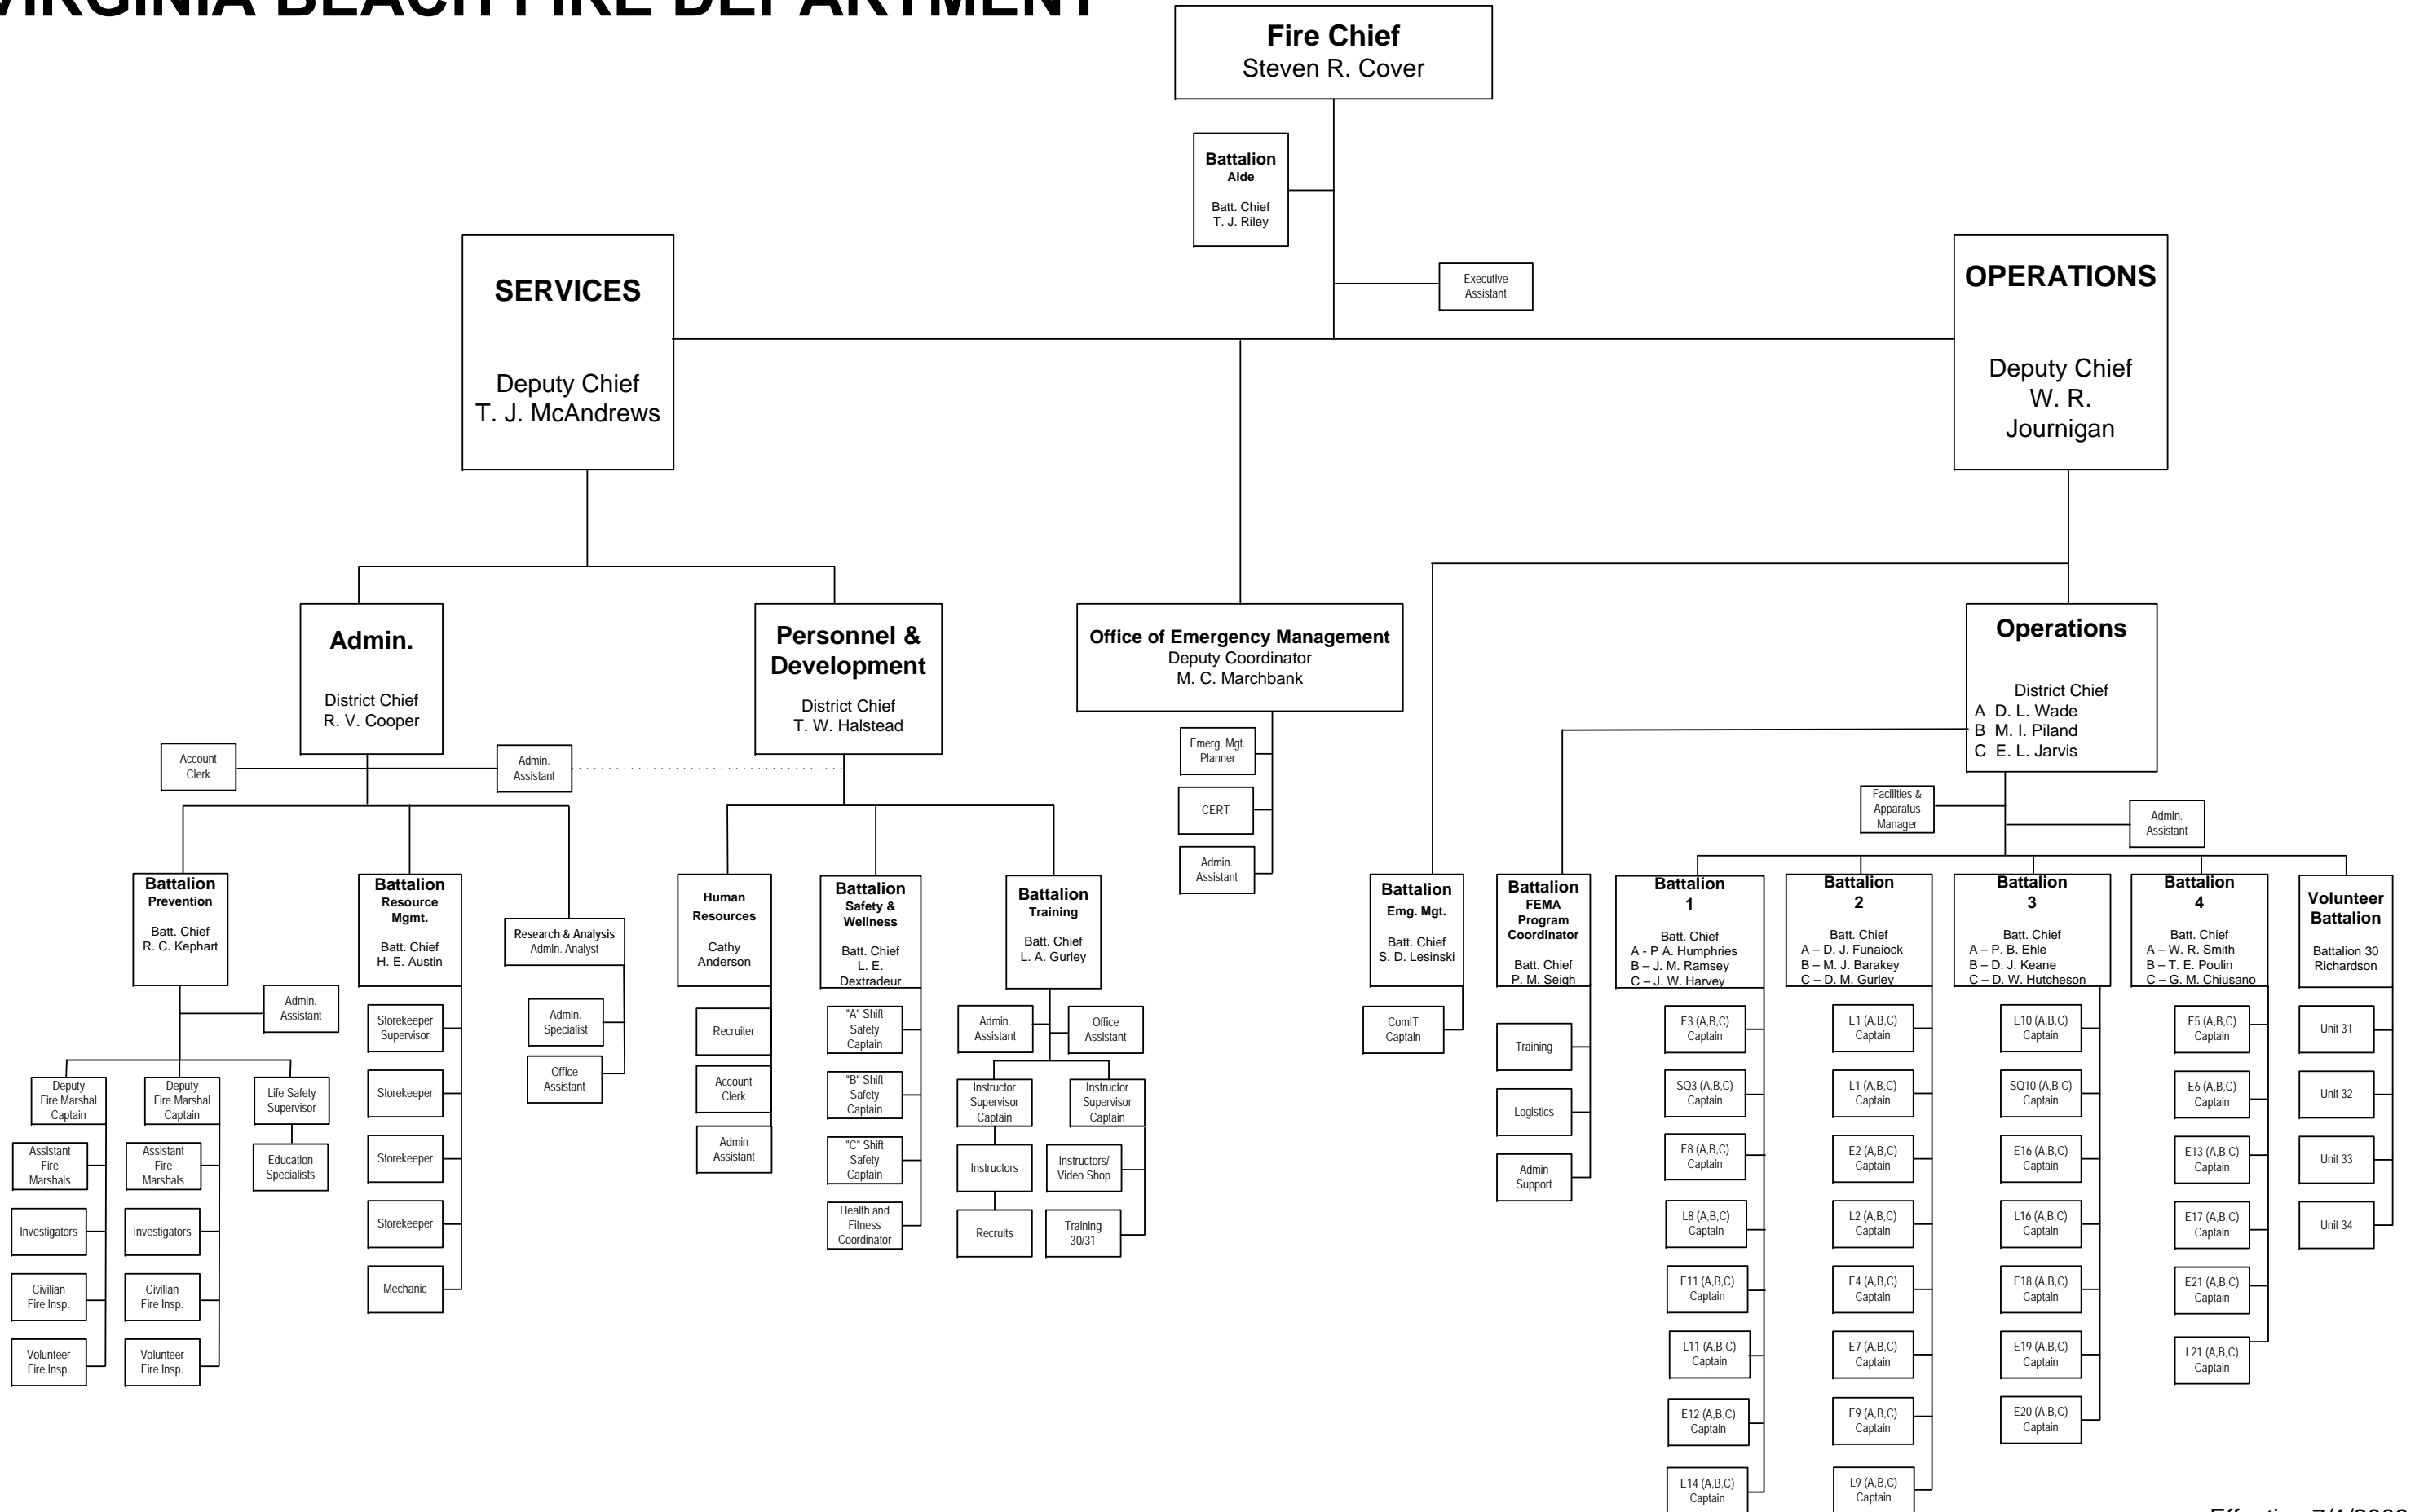 VIRGINIA BEACH FIRE DEPARTMENT
Fire Chief
Steven R. Cover
Battalion
Aide
Batt. Chief
T. J. Riley
Executive
Assistant
SERVICES
Deputy Chief
T. J. McAndrews
OPERATIONS
Deputy Chief
W. R.
Journigan
Admin.
District Chief
R. V. Cooper
Personnel &
Development
District Chief
T. W. Halstead
Office of Emergency Management
Deputy Coordinator
M. C. Marchbank
Operations
District Chief
A D. L. Wade
B M. I. Piland
C E. L. Jarvis
Account
Clerk
Admin.
Assistant
Emerg. Mgt.
Planner
CERT
Admin.
Assistant
Facilities &
Apparatus
Manager
Admin.
Assistant
Battalion
Prevention
Batt. Chief
R. C. Kephart
Admin.
Assistant
Deputy
Fire Marshal
Captain
Assistant
Fire
Marshals
Investigators
Civilian
Fire Insp.
Volunteer
Fire Insp.
Deputy
Fire Marshal
Captain
Assistant
Fire
Marshals
Investigators
Civilian
Fire Insp.
Volunteer
Fire Insp.
Life Safety
Supervisor
Education
Specialists
Battalion
Resource
Mgmt.
Batt. Chief
H. E. Austin
Storekeeper
Supervisor
Storekeeper
Storekeeper
Storekeeper
Mechanic
Research & Analysis
Admin. Analyst
Admin.
Specialist
Office
Assistant
Human
Resources
Cathy
Anderson
Recruiter
Account
Clerk
Admin
Assistant
Battalion
Safety &
Wellness
Batt. Chief
L. E.
Dextradeur
"A" Shift
Safety
Captain
"B" Shift
Safety
Captain
"C" Shift
Safety
Captain
Health and
Fitness
Coordinator
Battalion
Training
Batt. Chief
L. A. Gurley
Admin.
Assistant
Office
Assistant
Instructor
Supervisor
Captain
Instructors
Recruits
Instructor
Supervisor
Captain
Instructors/
Video Shop
Training
30/31
Battalion
Emg. Mgt.
Batt. Chief
S. D. Lesinski
ComIT
Captain
Battalion
FEMA
Program
Coordinator
Batt. Chief
P. M. Seigh
Training
Logistics
Admin
Support
Battalion
1
Batt. Chief
A - P A. Humphries
B – J. M. Ramsey
C – J. W. Harvey
E3 (A,B,C)
Captain
SQ3 (A,B,C)
Captain
E8 (A,B,C)
Captain
L8 (A,B,C)
Captain
E11 (A,B,C)
Captain
L11 (A,B,C)
Captain
E12 (A,B,C)
Captain
E14 (A,B,C)
Captain
Battalion
2
Batt. Chief
A – D. J. Funaiock
B – M. J. Barakey
C – D. M. Gurley
E1 (A,B,C)
Captain
L1 (A,B,C)
Captain
E2 (A,B,C)
Captain
L2 (A,B,C)
Captain
E4 (A,B,C)
Captain
E7 (A,B,C)
Captain
E9 (A,B,C)
Captain
L9 (A,B,C)
Captain
Battalion
3
Batt. Chief
A – P. B. Ehle
B – D. J. Keane
C – D. W. Hutcheson
E10 (A,B,C)
Captain
SQ10 (A,B,C)
Captain
E16 (A,B,C)
Captain
L16 (A,B,C)
Captain
E18 (A,B,C)
Captain
E19 (A,B,C)
Captain
E20 (A,B,C)
Captain
Battalion
4
Batt. Chief
A – W. R. Smith
B – T. E. Poulin
C – G. M. Chiusano
E5 (A,B,C)
Captain
E6 (A,B,C)
Captain
E13 (A,B,C)
Captain
E17 (A,B,C)
Captain
E21 (A,B,C)
Captain
L21 (A,B,C)
Captain
Volunteer
Battalion
Battalion 30
Richardson
Unit 31
Unit 32
Unit 33
Unit 34